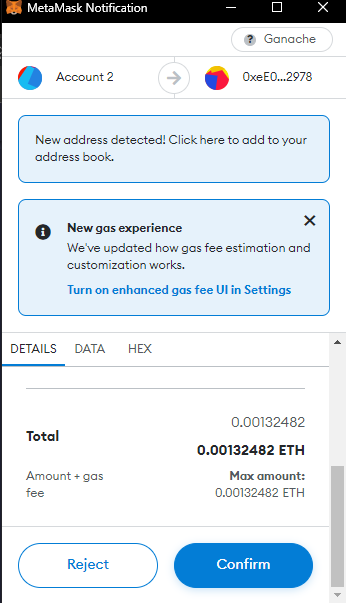 MetaMask Notification
Ganache
Account 2
0xeE0...2978
New address detected! Click here to add to your
address book.
New gas experience
We've updated how gas fee estimation and
customization works.
Turn on enhanced gas fee UI in Settings
DETAILS DATA HEX
0.00132482
Total
0.00132482 ETH
Amount + gas
fee
Max amount:
0.00132482 ETH
Reject
Confirm